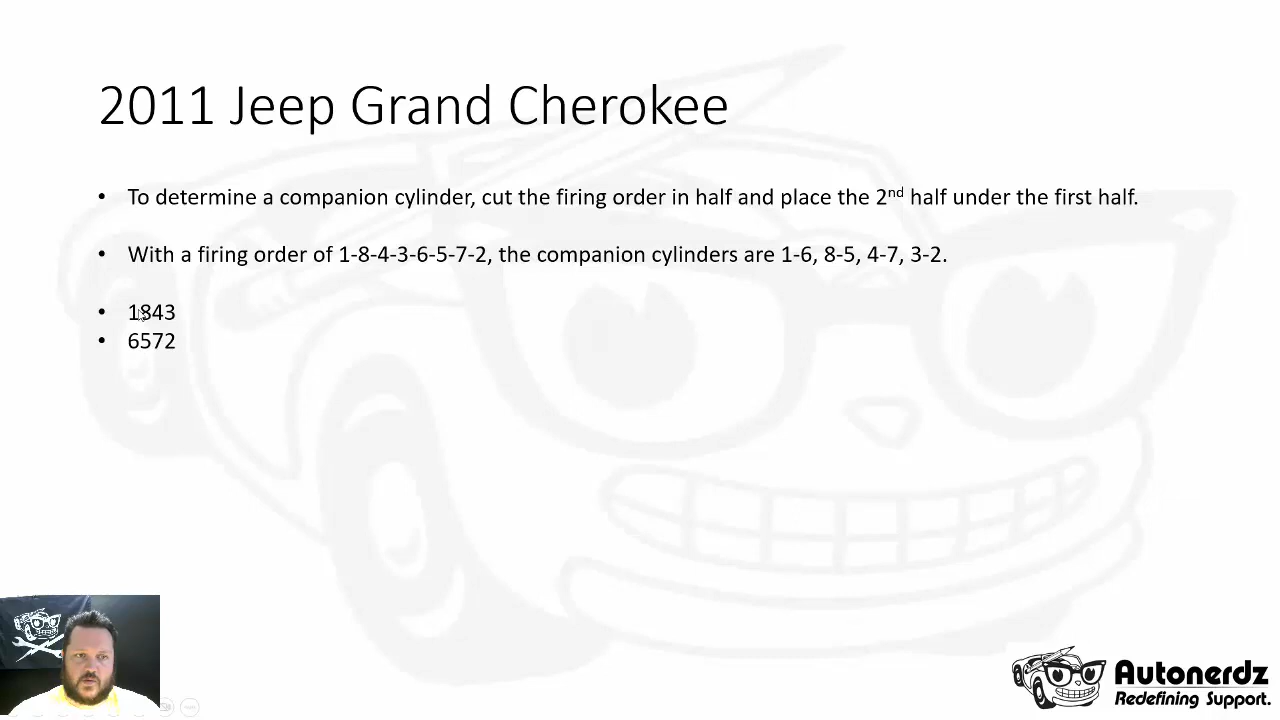 2011 Jeep Grand Cherokee
• To determine a companion cylinder, cut the firing order in half and place the 2nd half under the first half.
• With a firing order of 1-8-4-3-6-5-7-2, the companion cylinders are 1-6, 8-5, 4-7, 3-2.
• 1843
• 6572
Autonerdz
Redefining Support.